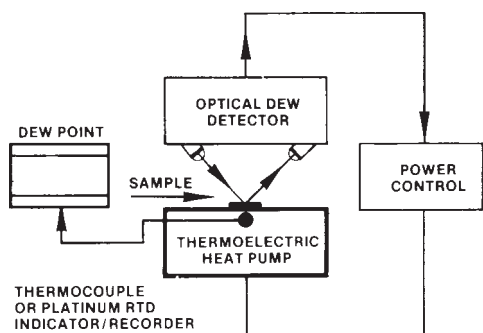 OPTICAL DEW
DETECTOR
DEW POINT
SAMPLE
POWER
CONTROL
THERMOELECTRIC
HEAT PUMP
THERMOCOUPLE
OR PLATINUM RTD
INDICATOR/RECORDER